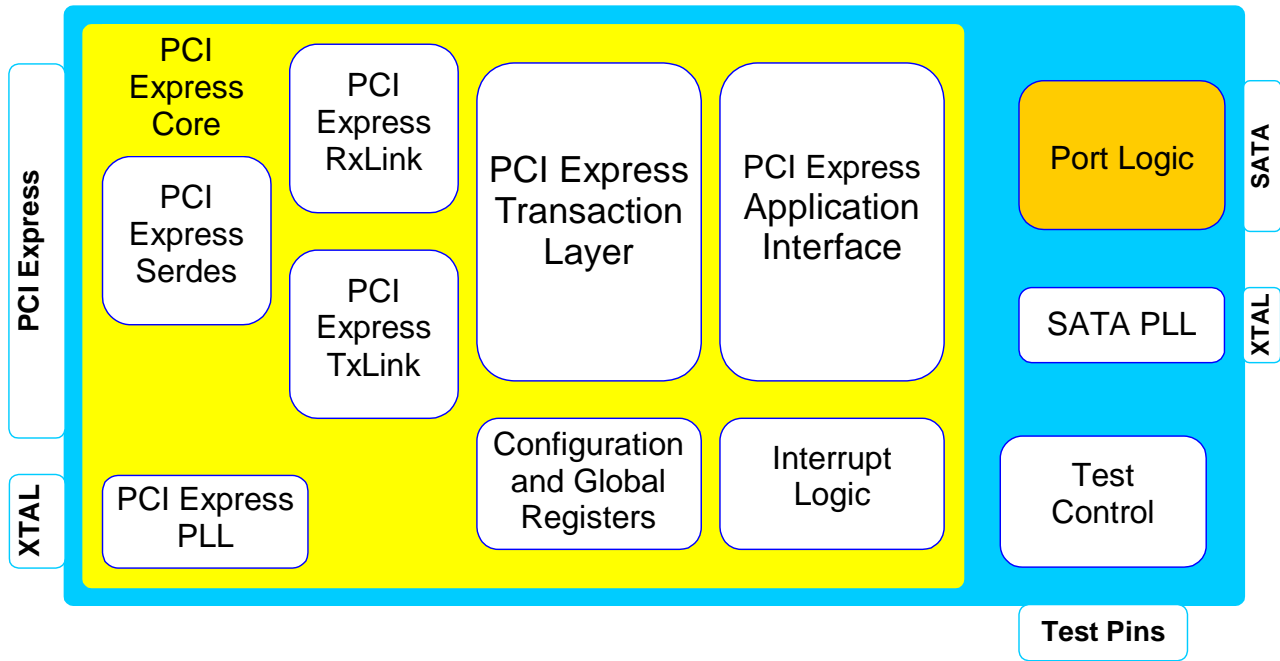 PCI Express
XTAL
PCI
Express
Core
PCI
Express
Serdes
PCI
Express
RxLink
PCI
Express
TxLink
PCI Express
PLL
PCI Express
Transaction
Layer
Configuration
and Global
Registers
PCI Express
Application
Interface
Interrupt
Logic
Port Logic
SATA PLL
Test
Control
SATA
XTAL
Test Pins